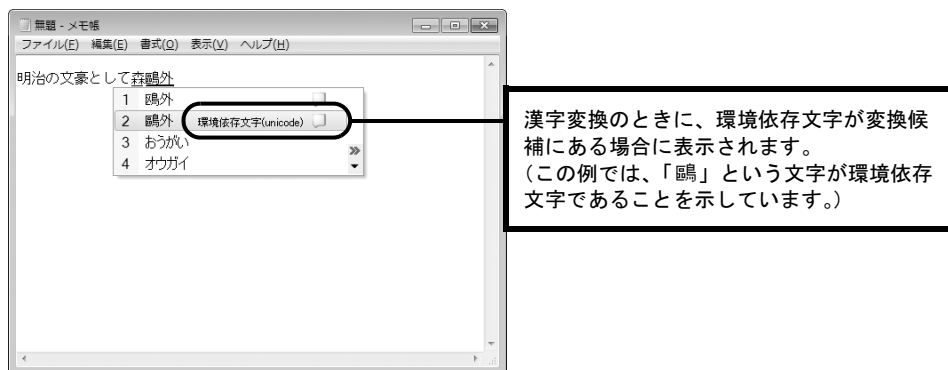 無題 - メモ帳
ファイル(F) 編集(E) 書式(O) 表示(V) ヘルプ(H)
明治の文豪として森鷗外
1 鴎外
2 鷗外 環境依存文字(unicode)
3 おうがい
4 オウガイ
漢字変換のときに、環境依存文字が変換候
補にある場合に表示されます。
(この例では、「鷗」という文字が環境依存
文字であることを示しています。)